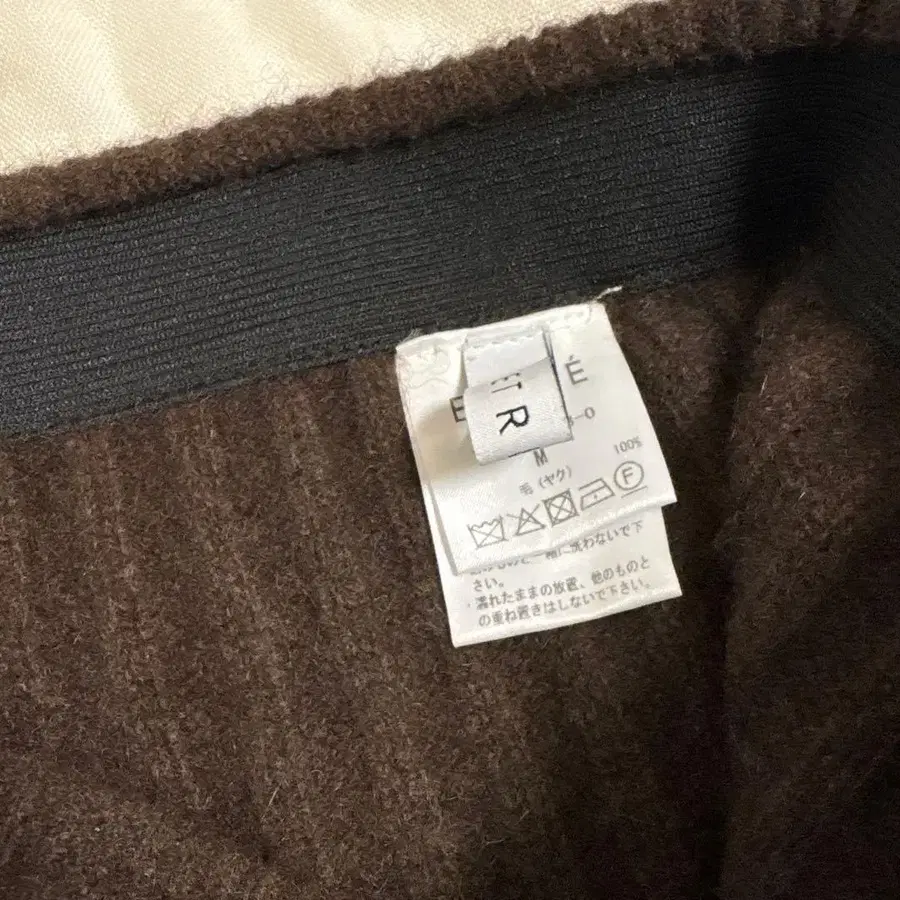 É
E
ET R
-0
M
100%
毛 (ヤク)
F
洗わないで下
さい。
・濡れたままの放置、他のものと
の重ね置きはしないで下さい。